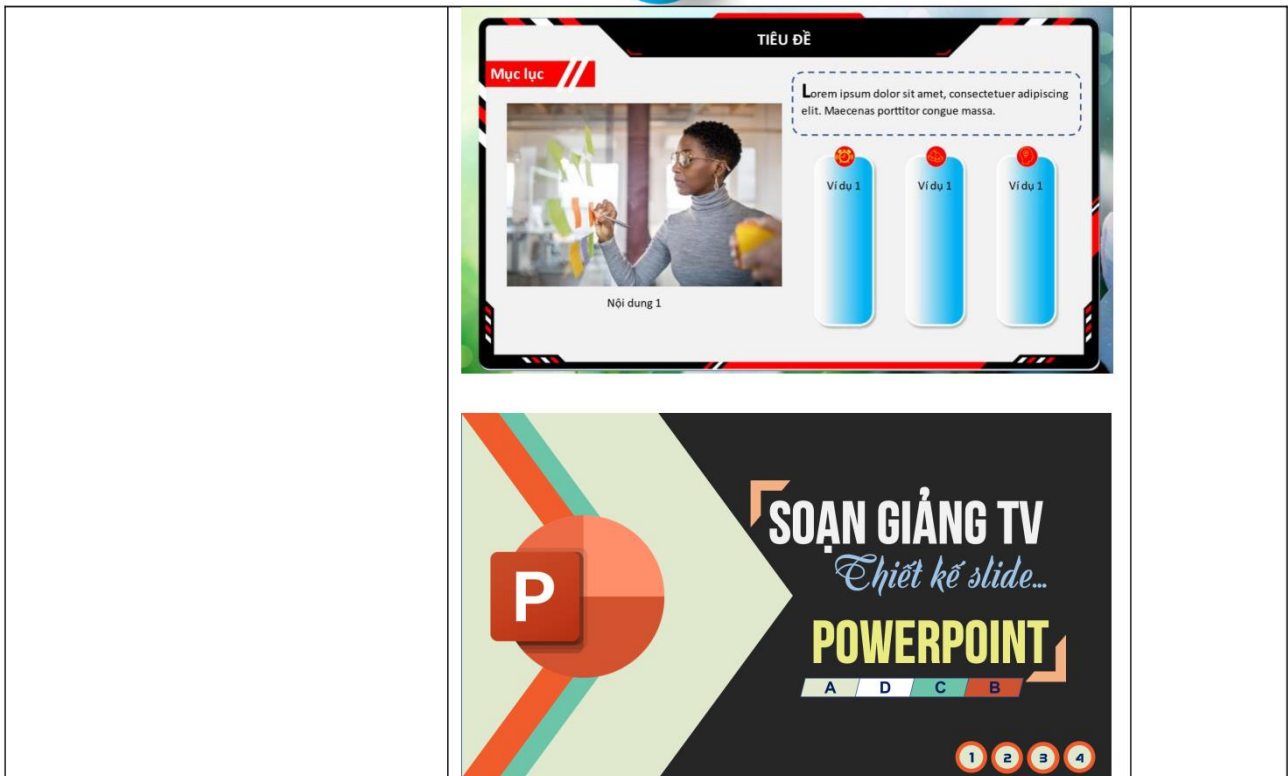 TIÊU ĐỀ
Mục lục
Lorem ipsum dolor sit amet, consectetuer adipiscing
elit. Maecenas porttitor congue massa.
Ví dụ 1
Ví dụ 1
Ví dụ 1
Nội dung 1
P
SOẠN GIẢNG TV
Thiết kế slide...
POWERPOINT
A D C B
1 2 3 4